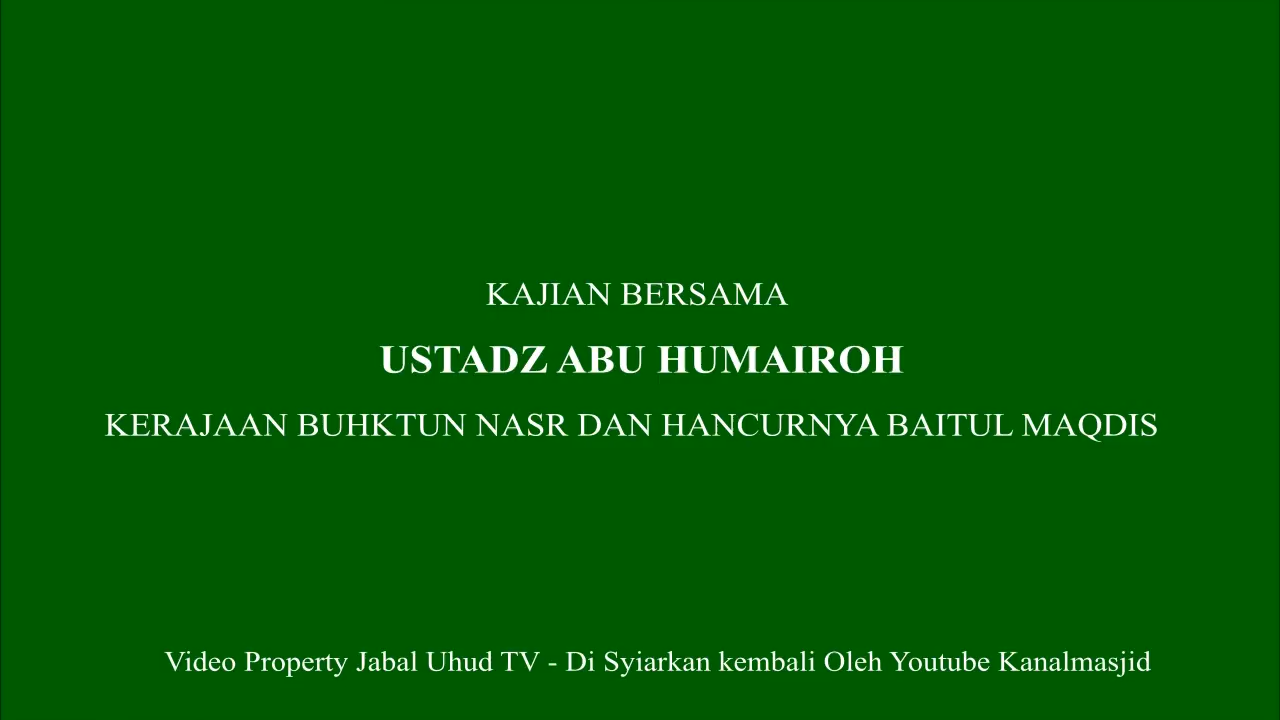 KAJIAN BERSAMA
USTADZ ABU HUMAIROH
KERAJAAN BUHKTUN NASR DAN HANCURNYA BAITUL MAQDIS
Video Property Jabal Uhud TV - Di Syiarkan kembali Oleh Youtube Kanalmasjid